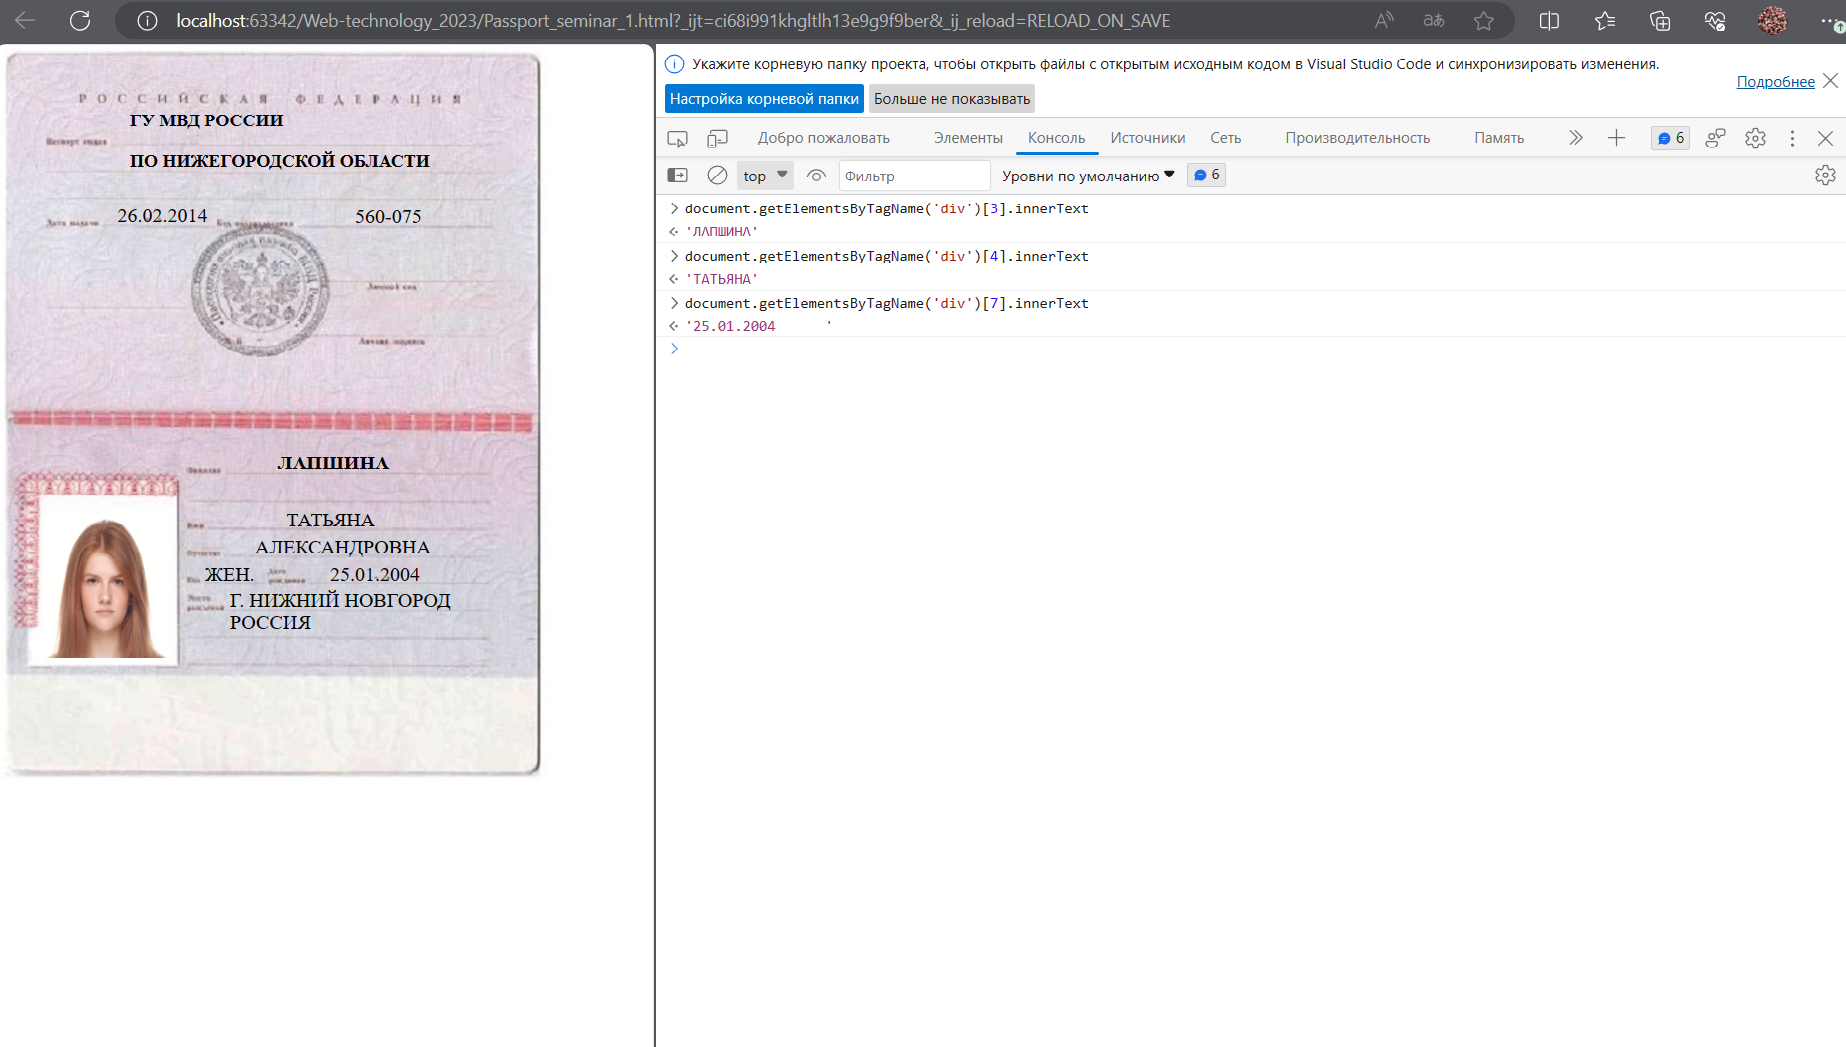 localhost:63342/Web-technology_2023/Passport_seminar_1.html?_ijt=ci68i991khgltlh13e9g9f9ber&_ij_reload=RELOAD_ON_SAVE
РОССИЙСКАЯ ФЕДЕРАЦИЯ
ГУ МВД РОССИИ
Паспорт выдан
ПО НИЖЕГОРОДСКОЙ ОБЛАСТИ
Дата выдачи 26.02.2014 Код подразделения 560-075
Личный код
Личная подпись
Фамилия ЛАПШИНА
Имя ТАТЬЯНА
Отчество АЛЕКСАНДРОВНА
Пол ЖЕН. Дата рождения 25.01.2004
Место рождения Г. НИЖНИЙ НОВГОРОД
РОССИЯ
Укажите корневую папку проекта, чтобы открыть файлы с открытым исходным кодом в Visual Studio Code и синхронизировать изменения.
Подробнее
Настройка корневой папки Больше не показывать
Добро пожаловать Элементы Консоль Источники Сеть Производительность Память 6
top Фильтр Уровни по умолчанию 6
document.getElementsByTagName('div')[3].innerText
'ЛАПШИНА'
document.getElementsByTagName('div')[4].innerText
'ТАТЬЯНА'
document.getElementsByTagName('div')[7].innerText
'25.01.2004 '